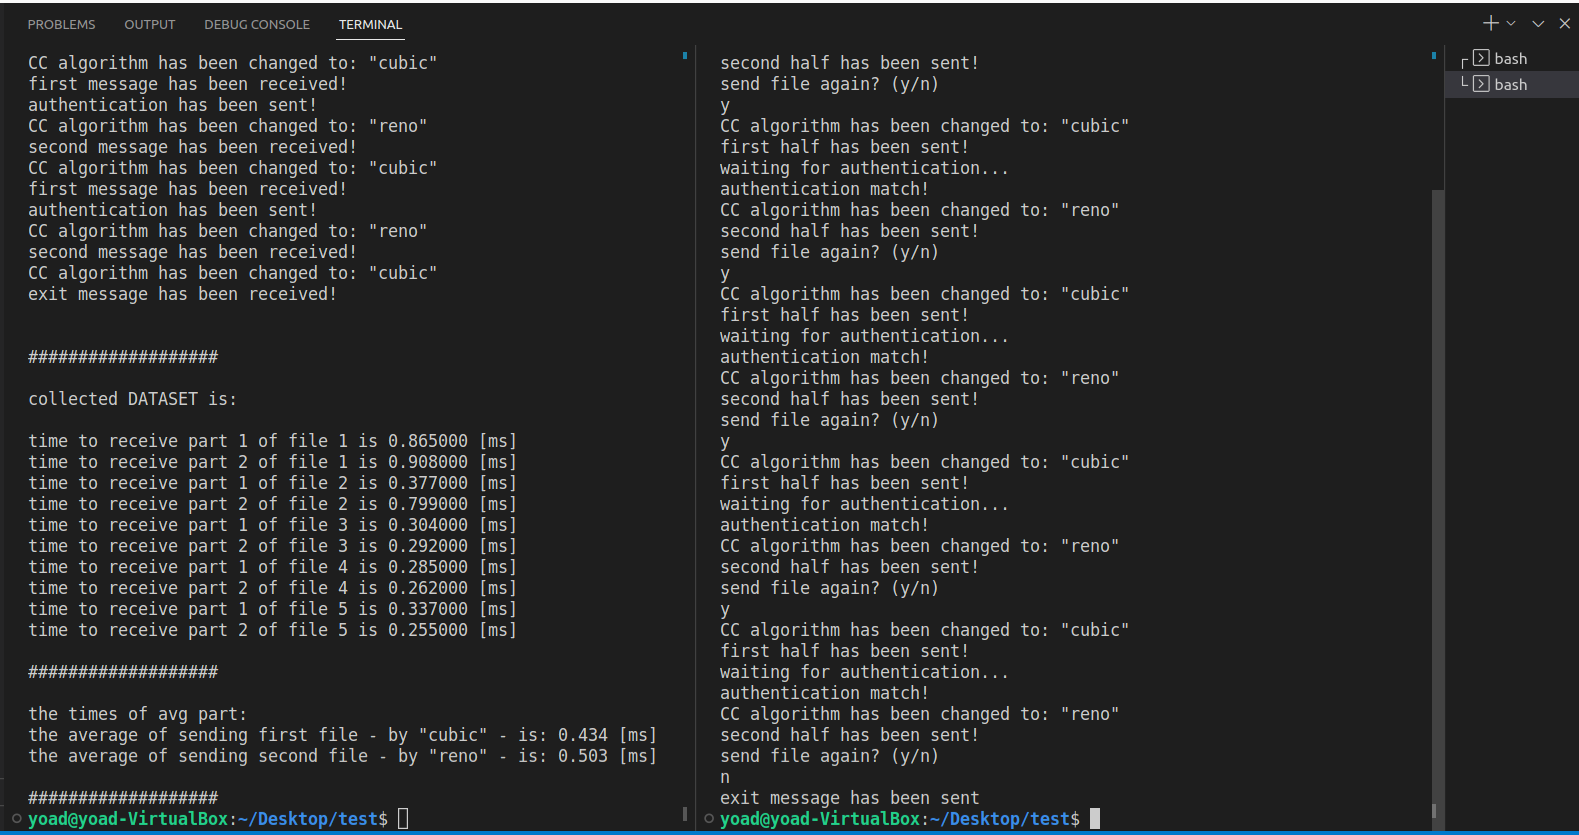 PROBLEMS OUTPUT DEBUG CONSOLE TERMINAL
CC algorithm has been changed to: "cubic"
first message has been received!
authentication has been sent!
CC algorithm has been changed to: "reno"
second message has been received!
CC algorithm has been changed to: "cubic"
first message has been received!
authentication has been sent!
CC algorithm has been changed to: "reno"
second message has been received!
CC algorithm has been changed to: "cubic"
exit message has been received!
###################
collected DATASET is:
time to receive part 1 of file 1 is 0.865000 [ms]
time to receive part 2 of file 1 is 0.908000 [ms]
time to receive part 1 of file 2 is 0.377000 [ms]
time to receive part 2 of file 2 is 0.799000 [ms]
time to receive part 1 of file 3 is 0.304000 [ms]
time to receive part 2 of file 3 is 0.292000 [ms]
time to receive part 1 of file 4 is 0.285000 [ms]
time to receive part 2 of file 4 is 0.262000 [ms]
time to receive part 1 of file 5 is 0.337000 [ms]
time to receive part 2 of file 5 is 0.255000 [ms]
###################
the times of avg part:
the average of sending first file - by "cubic" - is: 0.434 [ms]
the average of sending second file - by "reno" - is: 0.503 [ms]
###################
yoad@yoad-VirtualBox:~/Desktop/test$
second half has been sent!
send file again? (y/n)
y
CC algorithm has been changed to: "cubic"
first half has been sent!
waiting for authentication...
authentication match!
CC algorithm has been changed to: "reno"
second half has been sent!
send file again? (y/n)
y
CC algorithm has been changed to: "cubic"
first half has been sent!
waiting for authentication...
authentication match!
CC algorithm has been changed to: "reno"
second half has been sent!
send file again? (y/n)
y
CC algorithm has been changed to: "cubic"
first half has been sent!
waiting for authentication...
authentication match!
CC algorithm has been changed to: "reno"
second half has been sent!
send file again? (y/n)
y
CC algorithm has been changed to: "cubic"
first half has been sent!
waiting for authentication...
authentication match!
CC algorithm has been changed to: "reno"
second half has been sent!
send file again? (y/n)
n
exit message has been sent
yoad@yoad-VirtualBox:~/Desktop/test$
bash
bash